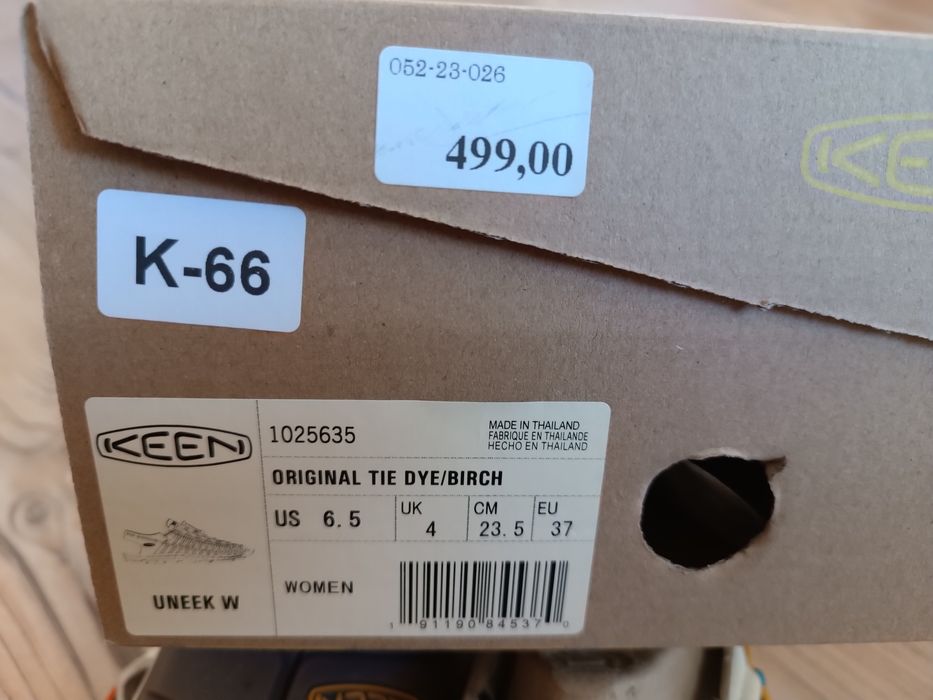 052-23-026
499,00
KEEN
K-66
KEEN
1025635
MADE IN THAILAND
FABRIQUE EN THAILANDE
HECHO EN THAILAND
ORIGINAL TIE DYE/BIRCH
US 6.5
UK 4
CM 23.5
EU 37
WOMEN
UNEEK W
1 91190 84537 0
KEEN